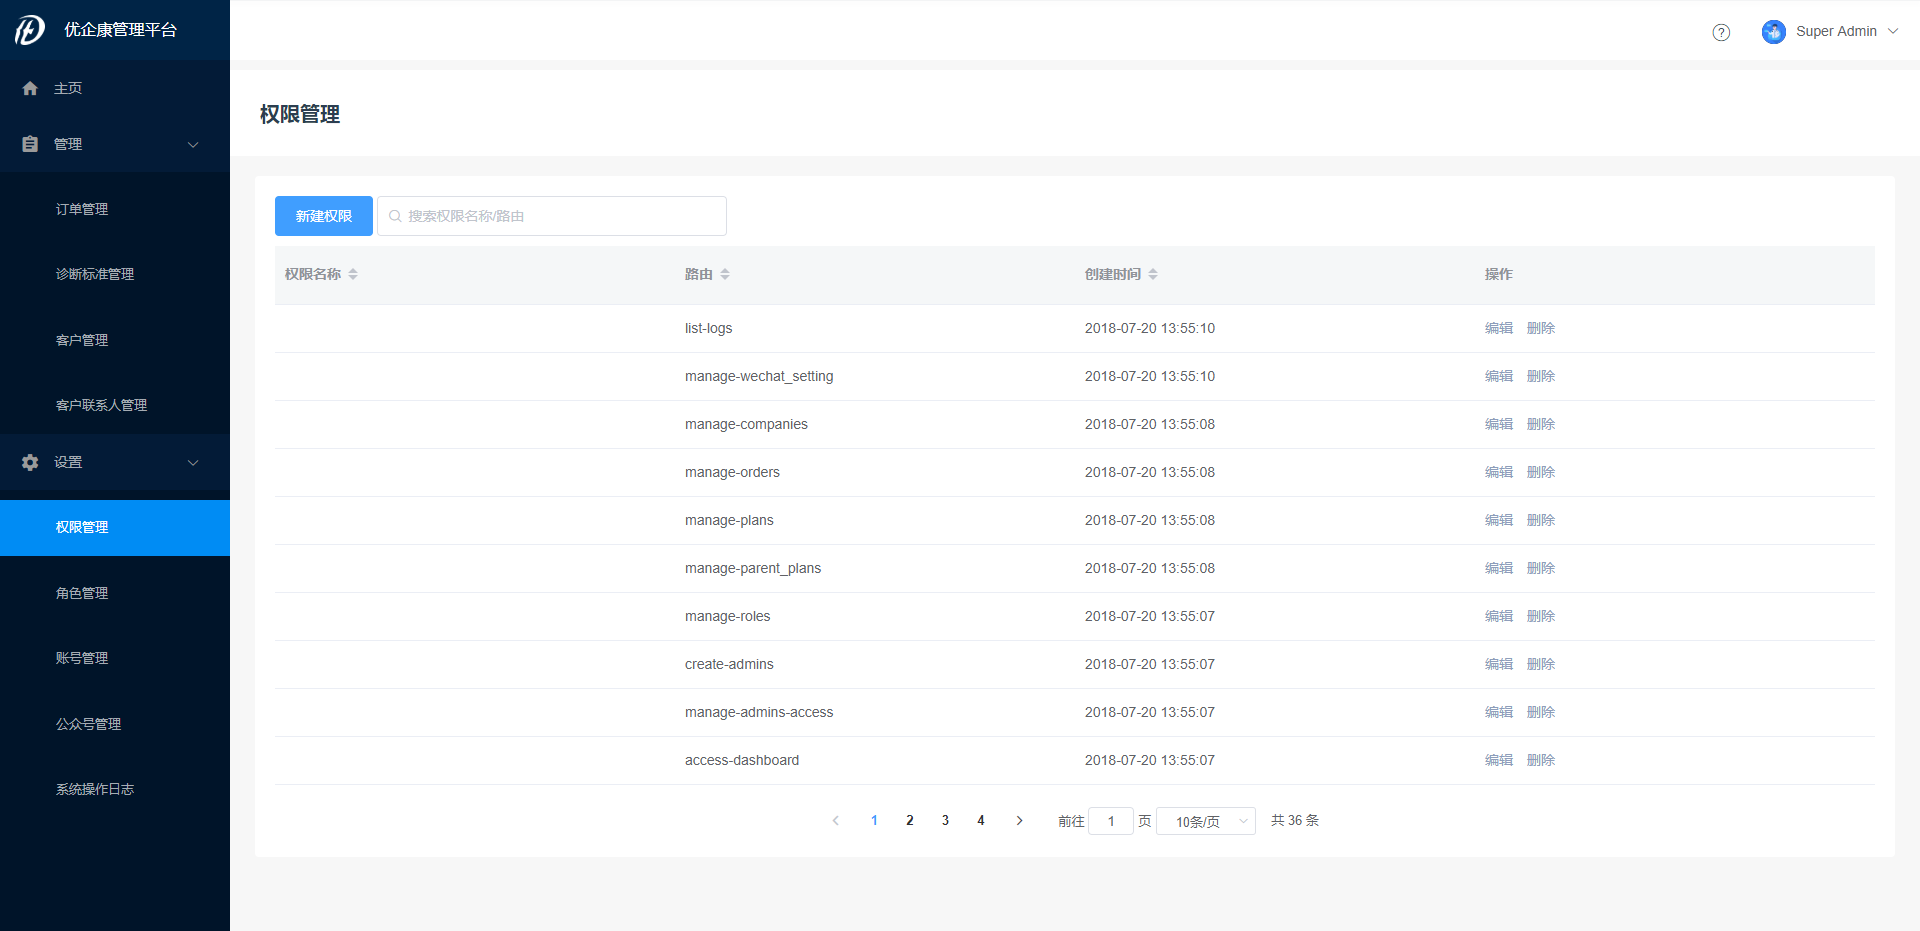 优企康管理平台
Super Admin
主页
管理
订单管理
诊断标准管理
客户管理
客户联系人管理
设置
权限管理
角色管理
账号管理
公众号管理
系统操作日志
权限管理
新建权限 搜索权限名称/路由
权限名称 路由 创建时间 操作
list-logs 2018-07-20 13:55:10 编辑 删除
manage-wechat_setting 2018-07-20 13:55:10 编辑 删除
manage-companies 2018-07-20 13:55:08 编辑 删除
manage-orders 2018-07-20 13:55:08 编辑 删除
manage-plans 2018-07-20 13:55:08 编辑 删除
manage-parent_plans 2018-07-20 13:55:08 编辑 删除
manage-roles 2018-07-20 13:55:07 编辑 删除
create-admins 2018-07-20 13:55:07 编辑 删除
manage-admins-access 2018-07-20 13:55:07 编辑 删除
access-dashboard 2018-07-20 13:55:07 编辑 删除
1 2 3 4 前往 1 页 10条/页 共 36 条